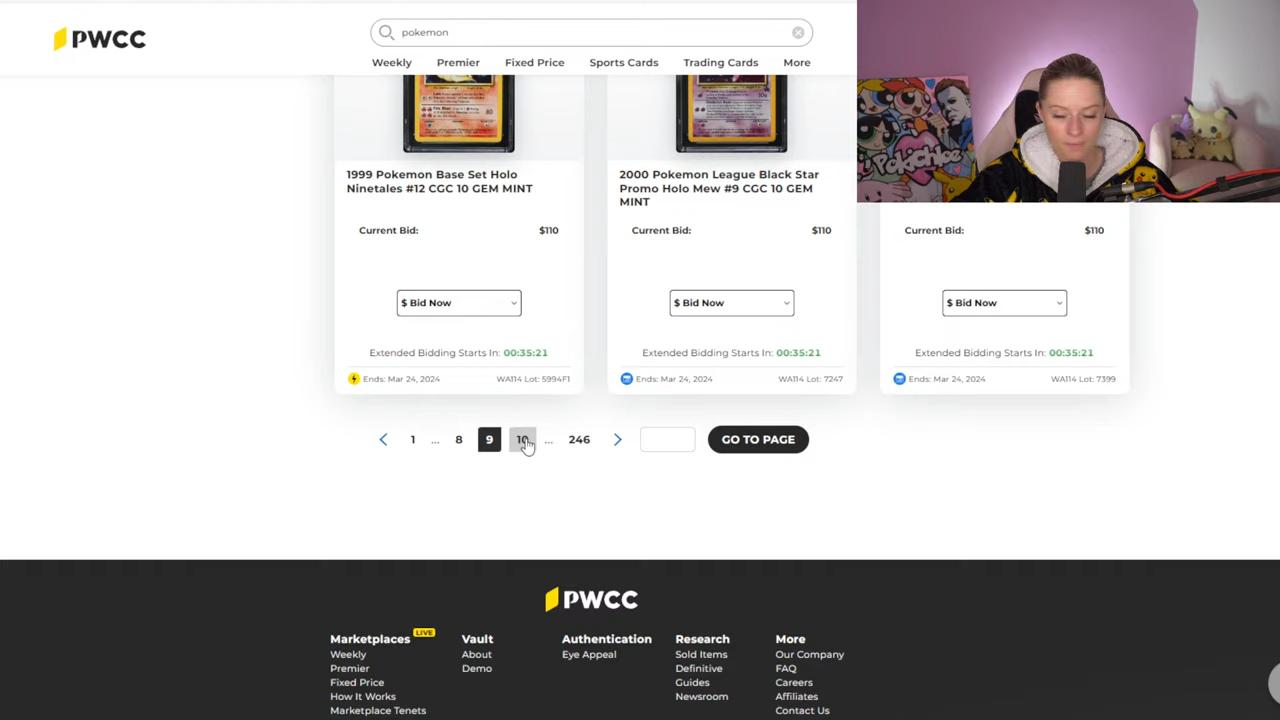 PWCC
pokemon
Weekly Premier Fixed Price Sports Cards Trading Cards More
1999 Pokemon Base Set Holo
Ninetales #12 CGC 10 GEM MINT
Current Bid: $110
$ Bid Now
Extended Bidding Starts In: 00:35:21
Ends: Mar 24, 2024 WA114 Lot: 5994F1
2000 Pokemon League Black Star
Promo Holo Mew #9 CGC 10 GEM
MINT
Current Bid: $110
$ Bid Now
Extended Bidding Starts In: 00:35:21
Ends: Mar 24, 2024 WA114 Lot: 7247
Current Bid: $110
$ Bid Now
Extended Bidding Starts In: 00:35:21
Ends: Mar 24, 2024 WA114 Lot: 7399
1 ... 8 9 10 ... 246 GO TO PAGE
PWCC
Marketplaces LIVE
Weekly
Premier
Fixed Price
How It Works
Marketplace Tenets
Vault
About
Demo
Authentication
Eye Appeal
Research
Sold Items
Definitive
Guides
Newsroom
More
Our Company
FAQ
Careers
Affiliates
Contact Us